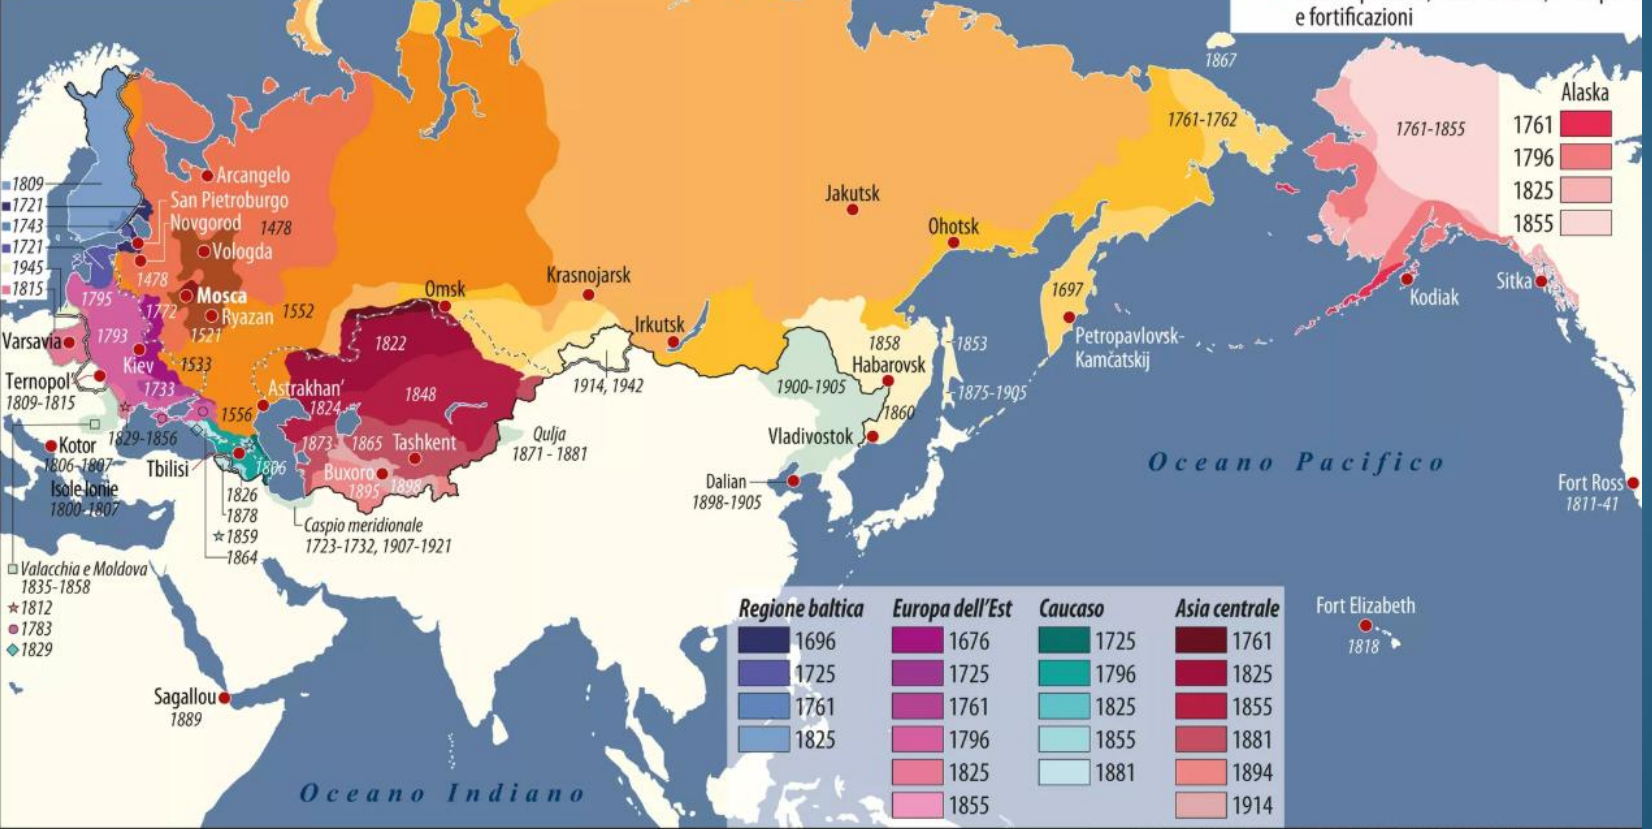 e fortificazioni
1867
Alaska
1761
1796
1825
1855
1761-1762
1761-1855
Arcangelo
San Pietroburgo
Novgorod
1478
Vologda
1809
1721
1743
1721
1945
1815
1478
1795
Mosca
1772
Ryazan
1552
1521
1793
Varsavia
Kiev
1533
1733
Ternopol'
1809-1815
Jakutsk
Ohotsk
Krasnojarsk
Omsk
Irkutsk
1697
Petropavlovsk-
Kamčatskij
Kodiak
Sitka
1822
1914, 1942
1858
Habarovsk
1853
1875-1905
1900-1905
1860
Astrakhan'
1824
1848
1556
1829-1856
1873
1865
Tashkent
Qulja
1871 - 1881
Vladivostok
Kotor
1806-1807
Isole Ionie
1800-1807
Tbilisi
1806
Buxoro
1895
1898
1826
1878
1859
1864
Caspio meridionale
1723-1732, 1907-1921
Dalian
1898-1905
Oceano Pacifico
Fort Ross
1811-41
Valacchia e Moldova
1835-1858
1812
1783
1829
Sagallou
1889
Oceano Indiano
Fort Elizabeth
1818
Regione baltica
1696
1725
1761
1825
Europa dell'Est
1676
1725
1761
1796
1825
1855
Caucaso
1725
1796
1825
1855
1881
Asia centrale
1761
1825
1855
1881
1894
1914